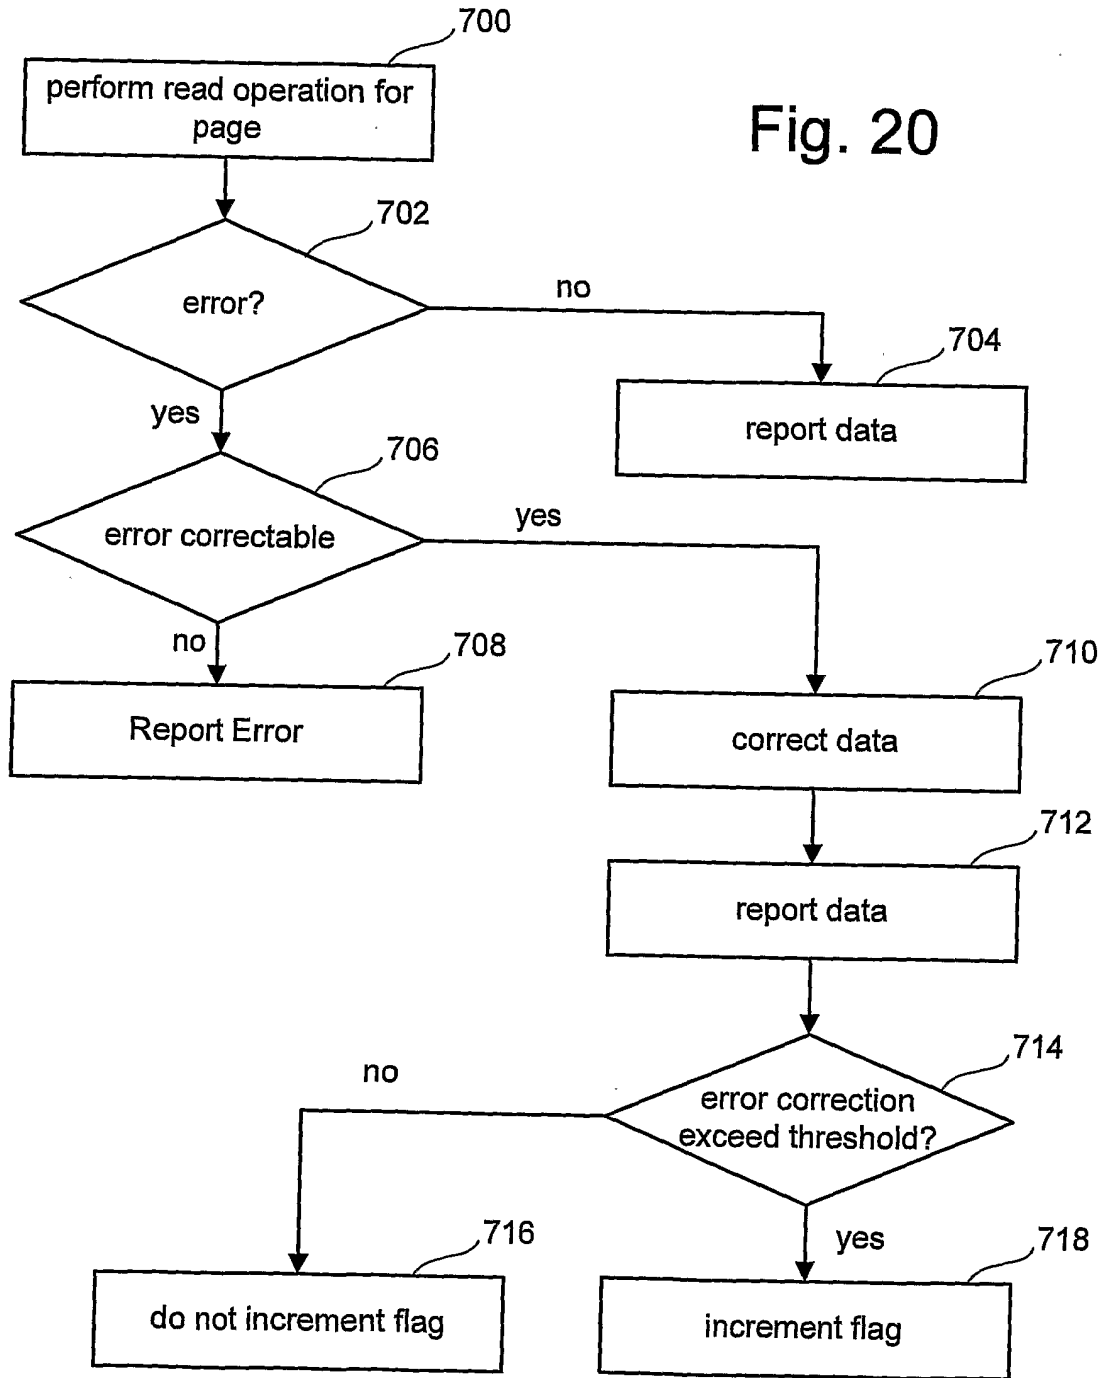 700
perform read operation for
page
Fig. 20
702
error?
no
704
report data
yes
706
error correctable
yes
no
708
Report Error
710
correct data
712
report data
714
error correction
exceed threshold?
no
716
do not increment flag
yes
718
increment flag